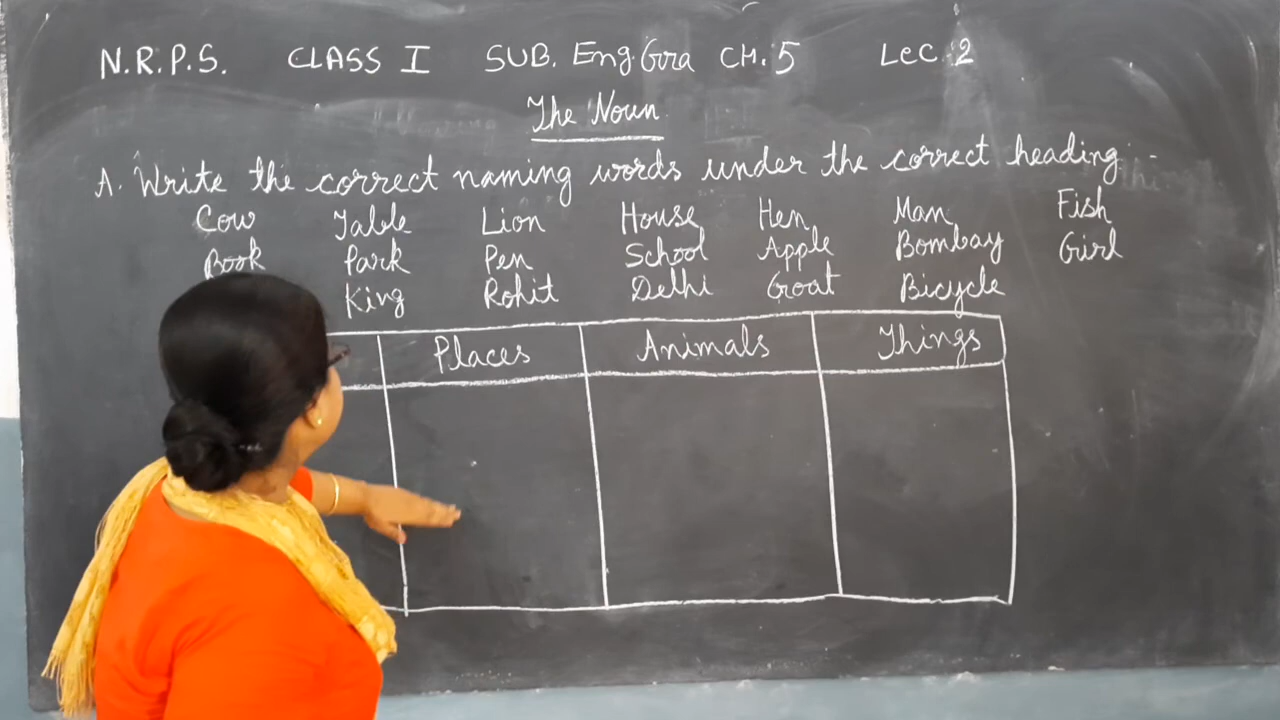 N.R.P.S. CLASS I SUB. Eng.Gra CH.5 Lec.2
The Noun
A. Write the correct naming words under the correct heading.
Cow Table Lion House Hen Man Fish
Book Park Pen School Apple Bombay Girl
King Rohit Delhi Goat Bicycle
Places Animals Things